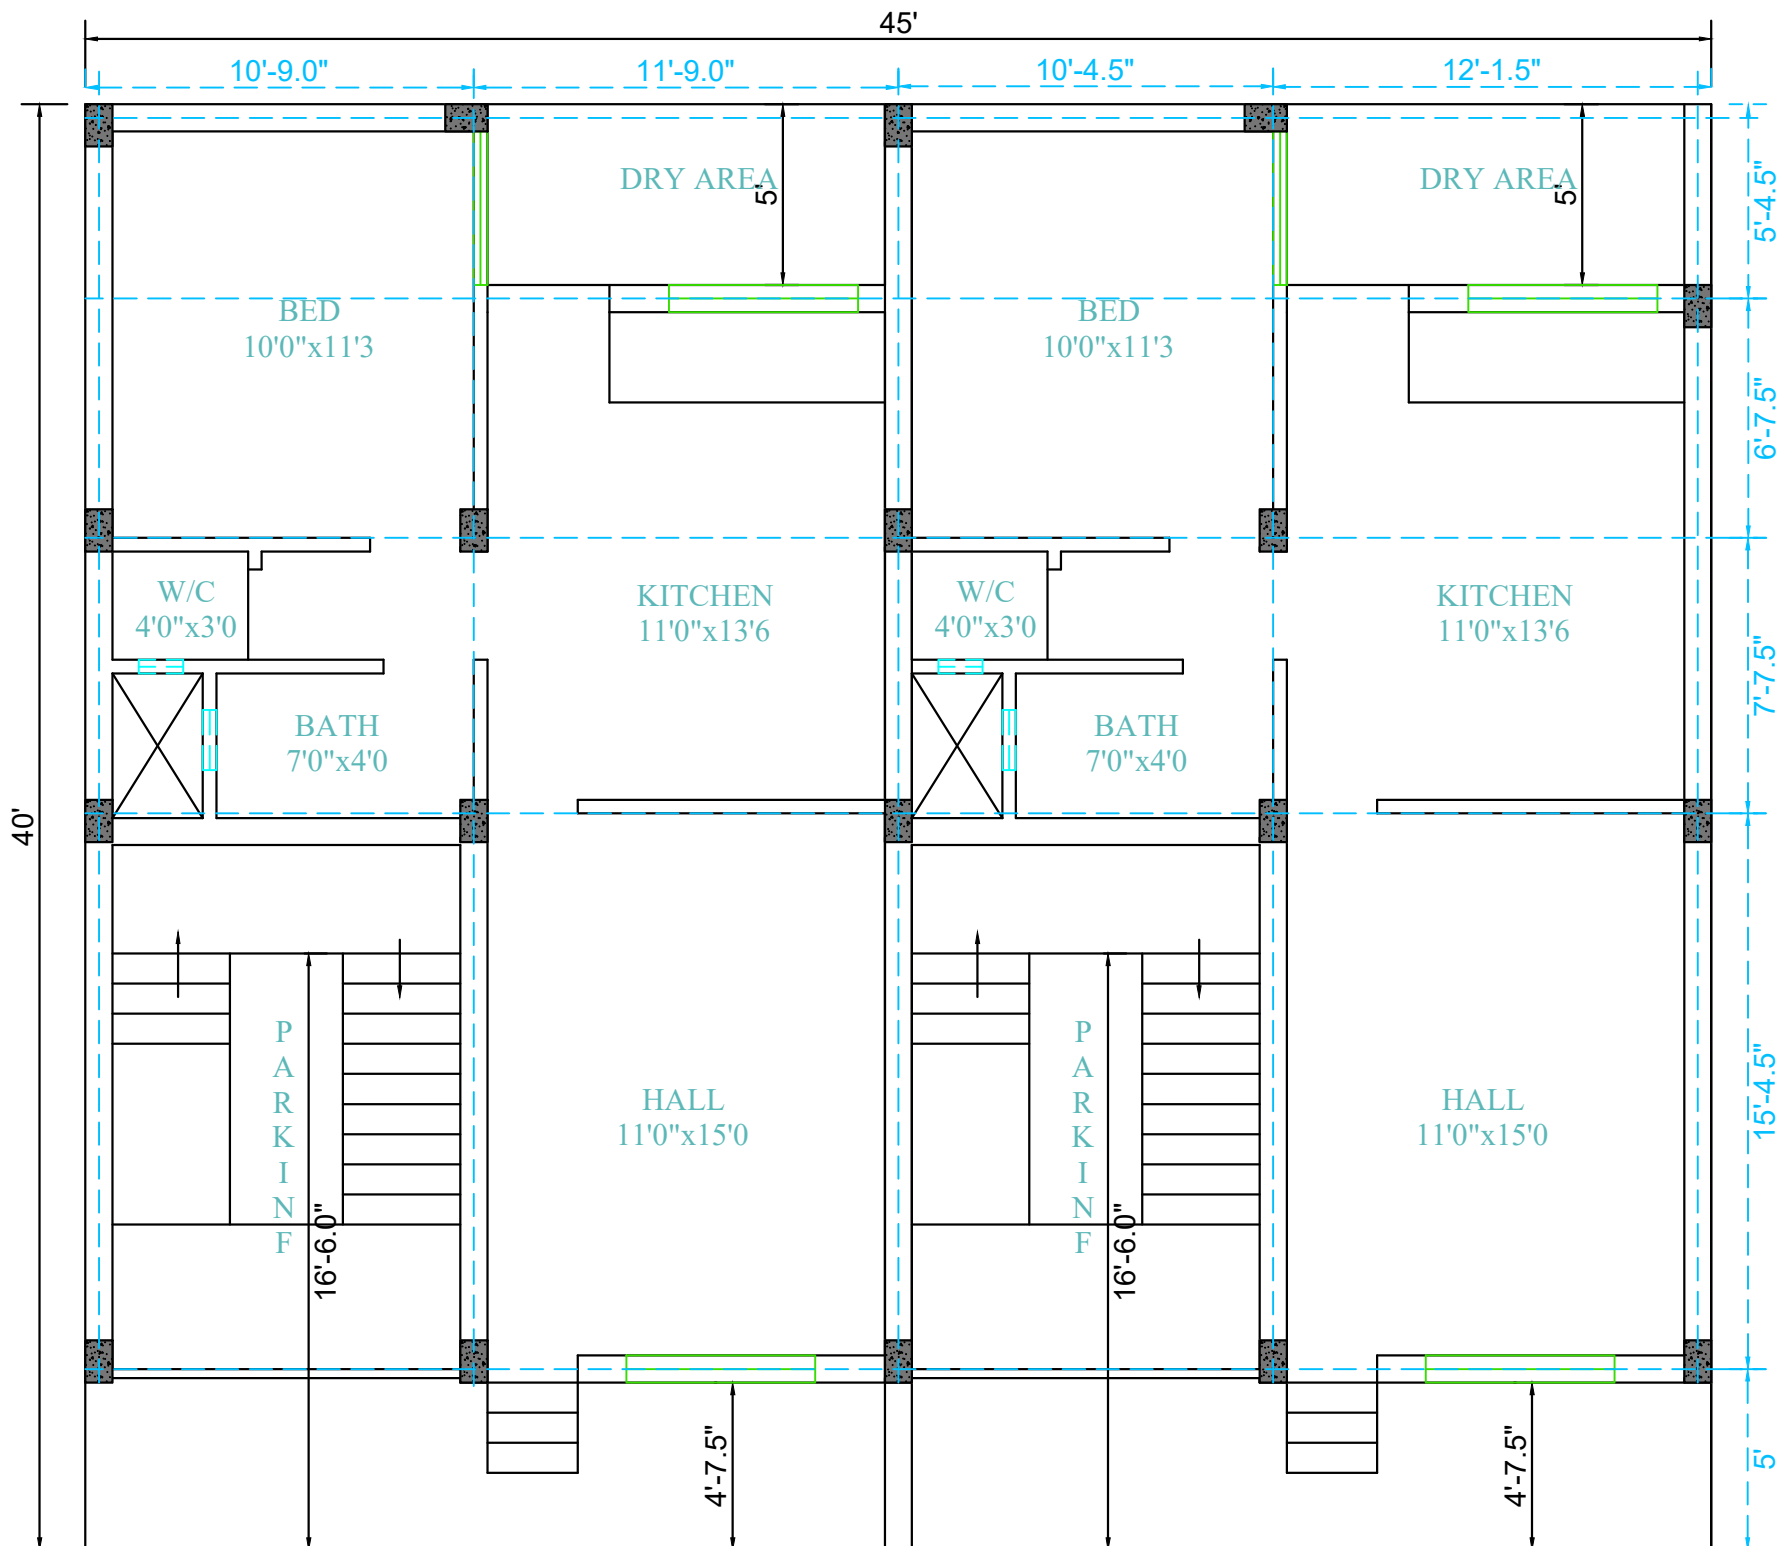 45'
10'-9.0"
11'-9.0"
10'-4.5"
12'-1.5"
DRY AREA
5'
DRY AREA
5'
5'-4.5"
BED
10'0"x11'3
BED
10'0"x11'3
6'-7.5"
W/C
4'0"x3'0
KITCHEN
11'0"x13'6
W/C
4'0"x3'0
KITCHEN
11'0"x13'6
7'-7.5"
BATH
7'0"x4'0
BATH
7'0"x4'0
40'
P
A
R
K
I
N
F
16'-6.0"
HALL
11'0"x15'0
P
A
R
K
I
N
F
16'-6.0"
HALL
11'0"x15'0
15'-4.5"
4'-7.5"
4'-7.5"
5'